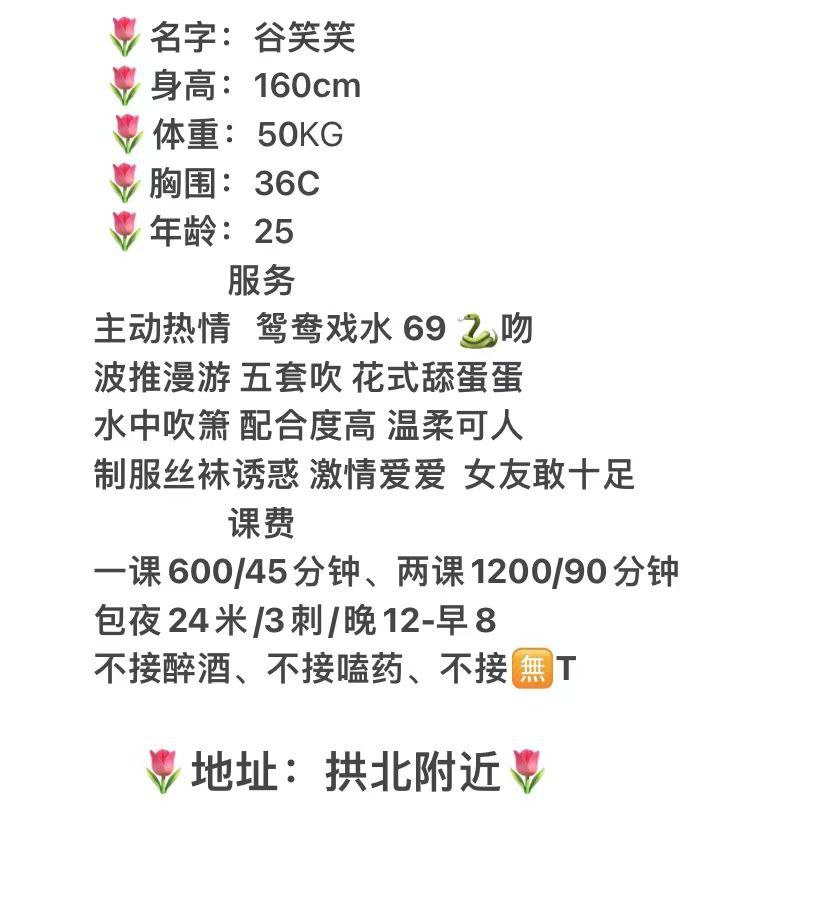 🌷名字：谷笑笑
🌷身高：160cm
🌷体重：50KG
🌷胸围：36C
🌷年龄：25
服务
主动热情 鸳鸯戏水 69 🐍吻
波推漫游 五套吹 花式舔蛋蛋
水中吹箫 配合度高 温柔可人
制服丝袜诱惑 激情爱爱 女友敢十足
课费
一课600/45分钟、两课1200/90分钟
包夜24米/3刺/晚12-早8
不接醉酒、不接嗑药、不接🈚T
🌷地址：拱北附近🌷